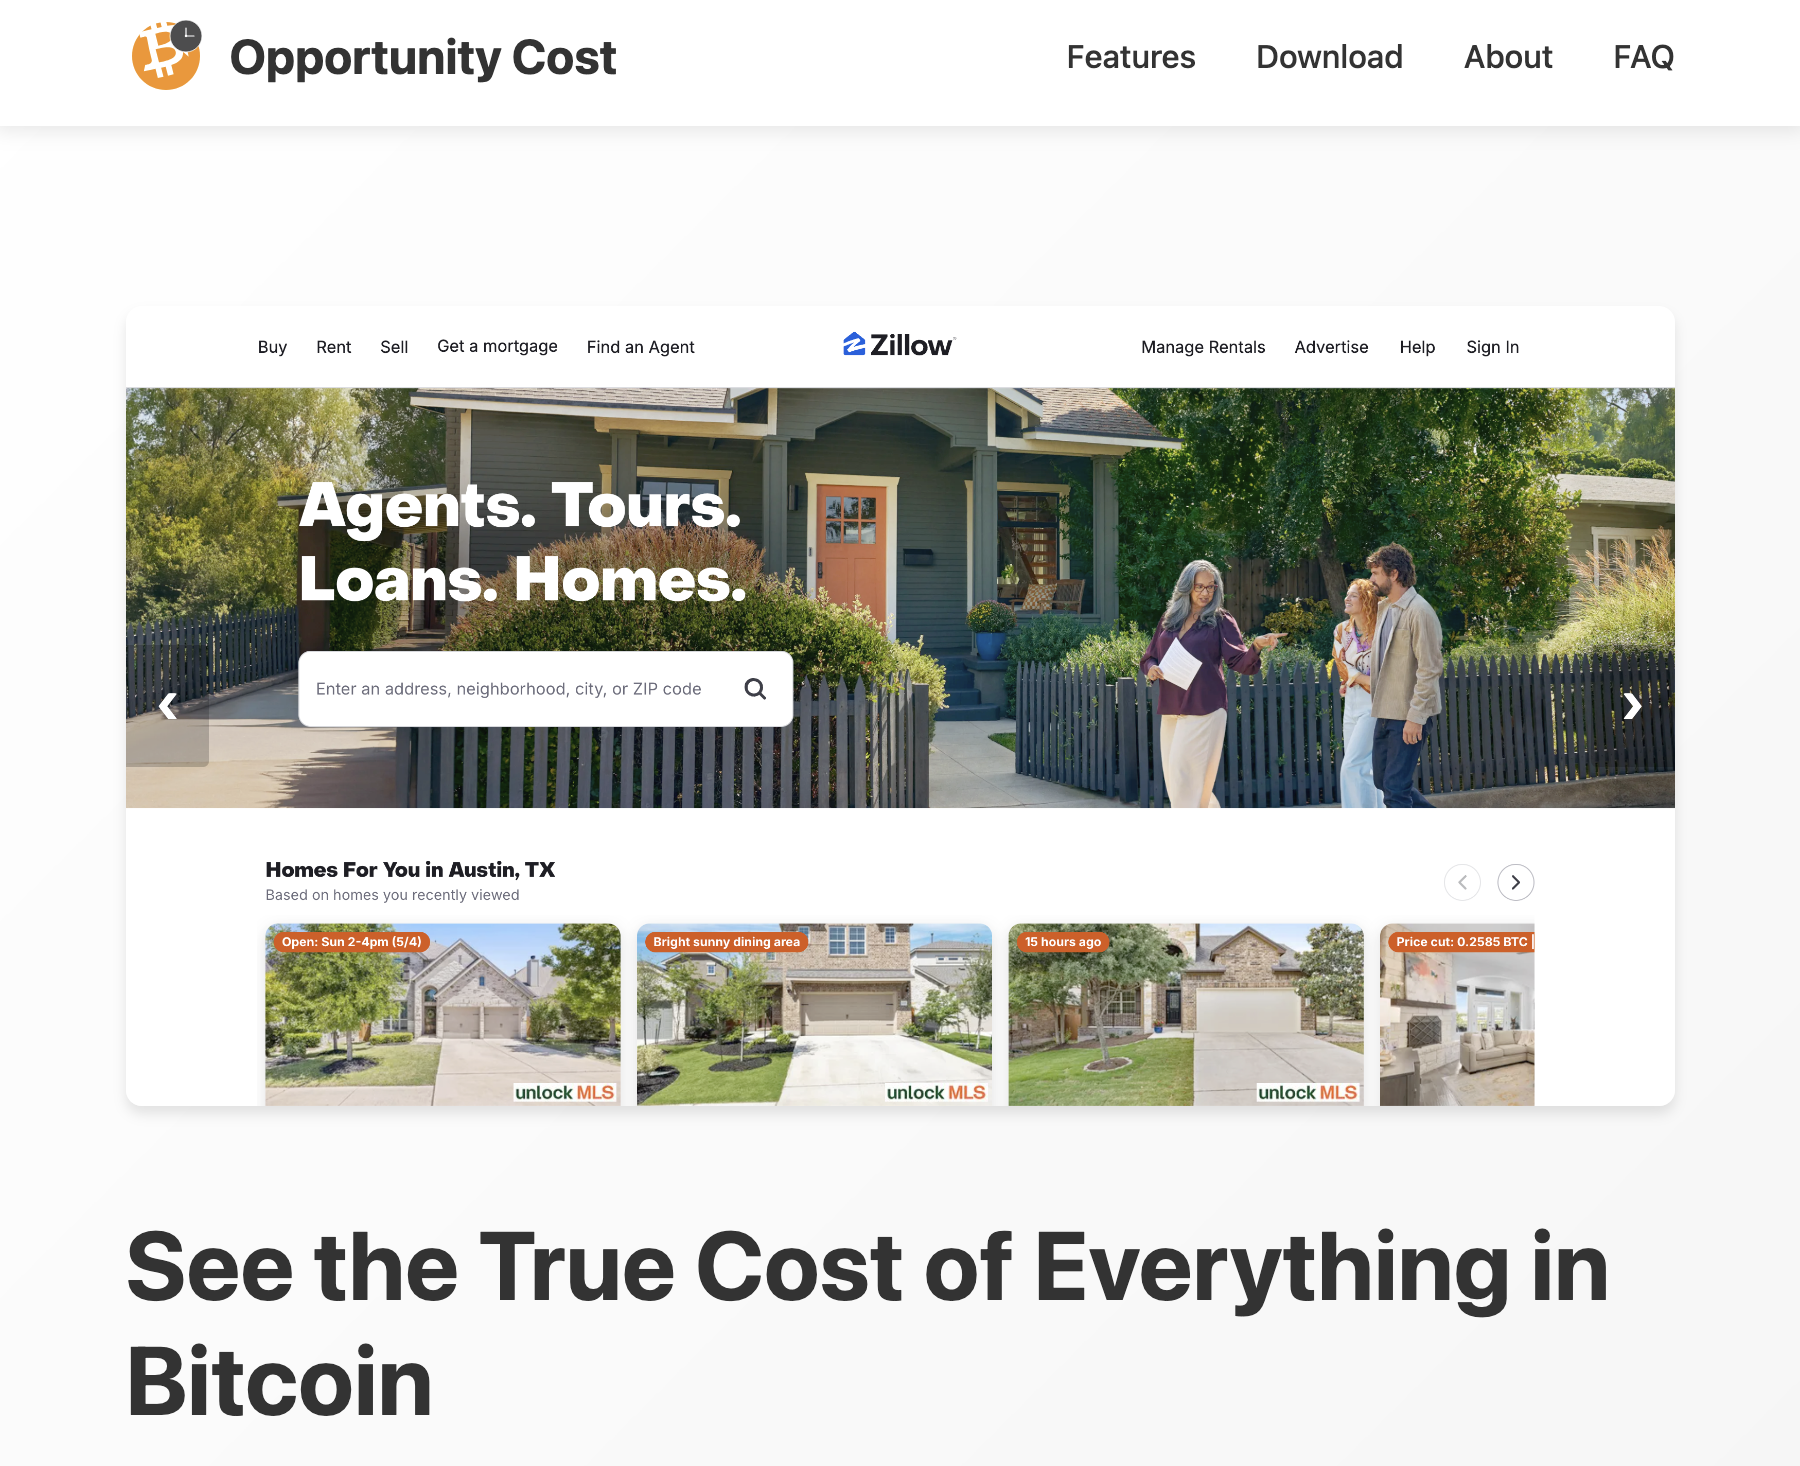 Opportunity Cost
Features Download About FAQ
Buy Rent Sell Get a mortgage Find an Agent
Zillow
Manage Rentals Advertise Help Sign In
Agents. Tours.
Loans. Homes.
Enter an address, neighborhood, city, or ZIP code
Homes For You in Austin, TX
Based on homes you recently viewed
Open: Sun 2-4pm (5/4)
Bright sunny dining area
15 hours ago
Price cut: 0.2585 BTC |
unlock MLS
unlock MLS
unlock MLS
See the True Cost of Everything in
Bitcoin